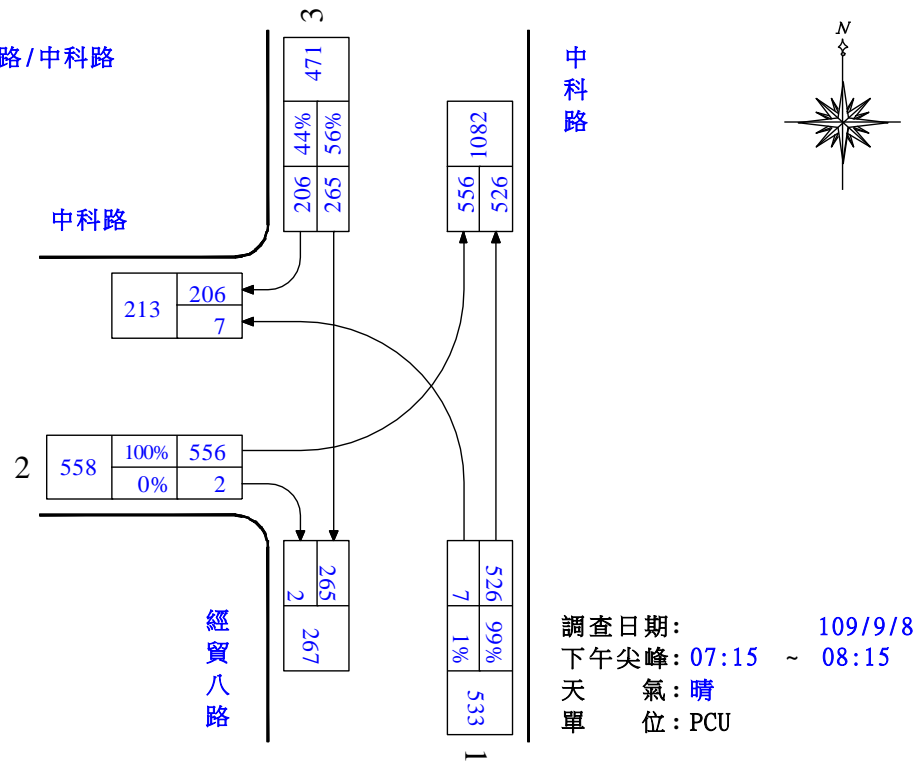 路/中科路
3
471
44% 56%
206 265
中科路
1082
556 526
N
中科路
213 206
7
2
558 100% 556
0% 2
經貿八路
2 265
267
7 526
1% 99%
533
1
調查日期: 109/9/8
下午尖峰: 07:15 ~ 08:15
天 氣: 晴
單 位: PCU